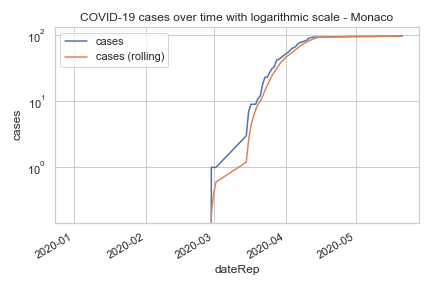 COVID-19 cases over time with logarithmic scale - Monaco
cases
cases (rolling)
10²
10¹
10⁰
cases
2020-01
2020-02
2020-03
2020-04
2020-05
dateRep